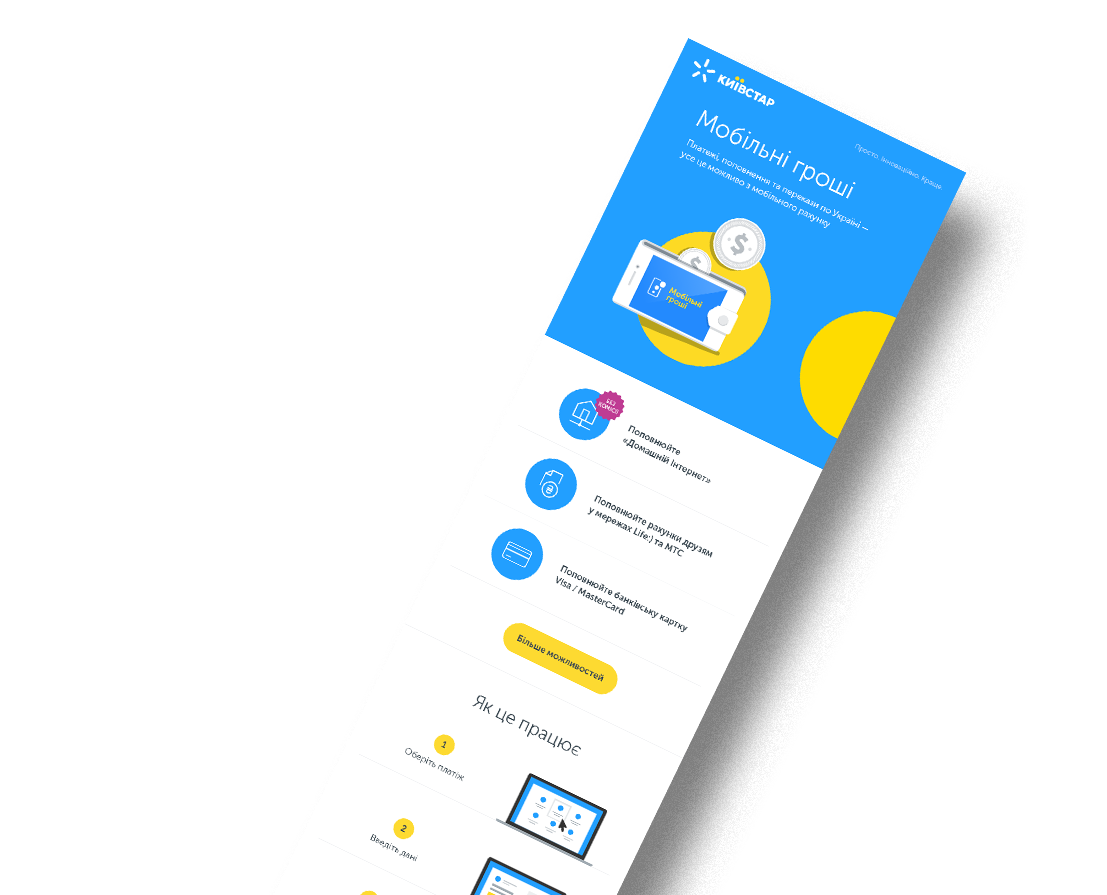 КИЇВСТАР
Просто. Інноваційно. Краще.
Мобільні гроші
Платежі, поповнення та перекази по Україні —
усе це можливо з мобільного рахунку
Мобільні
гроші
БЕЗ
КОМІСІЇ
Поповнюйте
«Домашній Інтернет»
Поповнюйте рахунки друзям
у мережах Life:) та МТС
Поповнюйте банківську картку
Visa / MasterCard
Більше можливостей
Як це працює
1
Оберіть платіж
2
Введіть дані